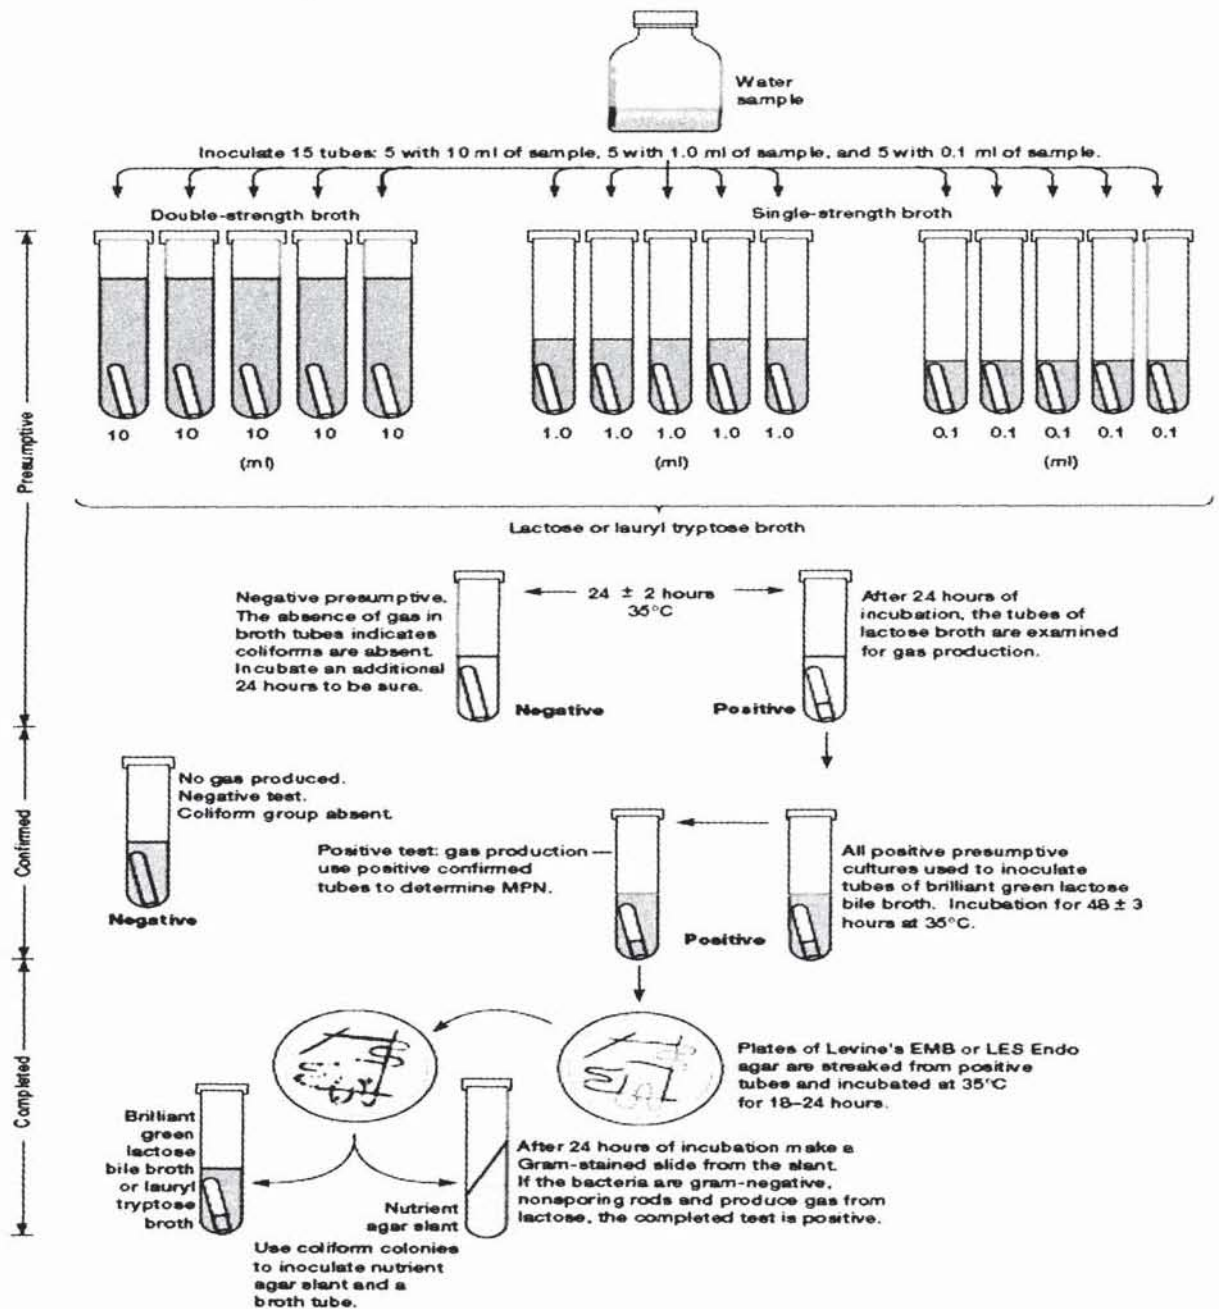 Water
sample
Inoculate 15 tubes: 5 with 10 ml of sample, 5 with 1.0 ml of sample, and 5 with 0.1 ml of sample.
Double-strength broth
Single-strength broth
10 10 10 10 10
(ml)
1.0 1.0 1.0 1.0 1.0
(ml)
0.1 0.1 0.1 0.1 0.1
(ml)
Presumptive
Lactose or lauryl tryptose broth
Negative presumptive.
The absence of gas in
broth tubes indicates
coliforms are absent.
Incubate an additional
24 hours to be sure.
Negative
24 ± 2 hours
35°C
Positive
After 24 hours of
incubation, the tubes of
lactose broth are examined
for gas production.
Confirmed
No gas produced.
Negative test.
Coliform group absent.
Negative
Positive test: gas production
use positive confirmed
tubes to determine MPN.
Positive
All positive presumptive
cultures used to inoculate
tubes of brilliant green lactose
bile broth. Incubation for 48 ± 3
hours at 35°C.
Completed
Plates of Levine's EMB or LES Endo
agar are streaked from positive
tubes and incubated at 35°C
for 18–24 hours.
Brilliant
green
lactose
bile broth
or lauryl
tryptose
broth
Nutrient
agar slant
After 24 hours of incubation make a
Gram-stained slide from the slant.
If the bacteria are gram-negative,
nonsporing rods and produce gas from
lactose, the completed test is positive.
Use coliform colonies
to inoculate nutrient
agar slant and a
broth tube.